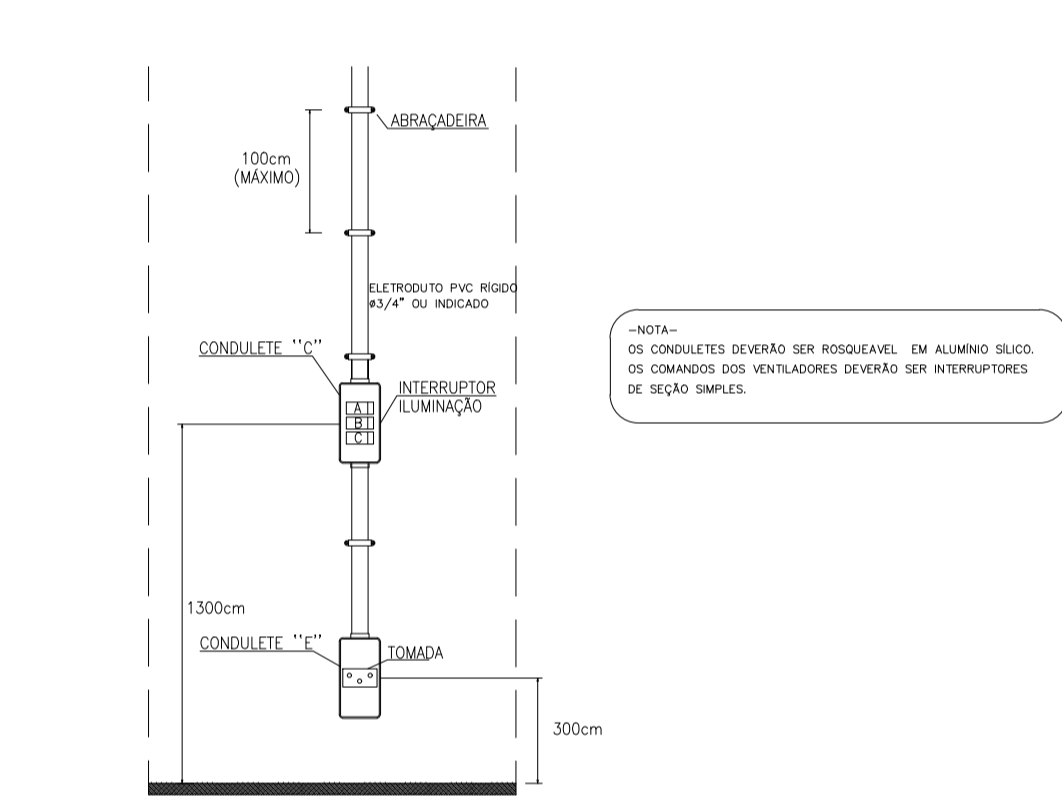 ABRAÇADEIRA
100cm
(MÁXIMO)
ELETRODUTO PVC RÍGIDO
ø3/4" OU INDICADO
CONDULETE ''C''
INTERRUPTOR
ILUMINAÇÃO
A
B
C
-NOTA-
OS CONDULETES DEVERÃO SER ROSQUEAVEL EM ALUMÍNIO SÍLICO.
OS COMANDOS DOS VENTILADORES DEVERÃO SER INTERRUPTORES
DE SEÇÃO SIMPLES.
1300cm
CONDULETE ''E''
TOMADA
300cm